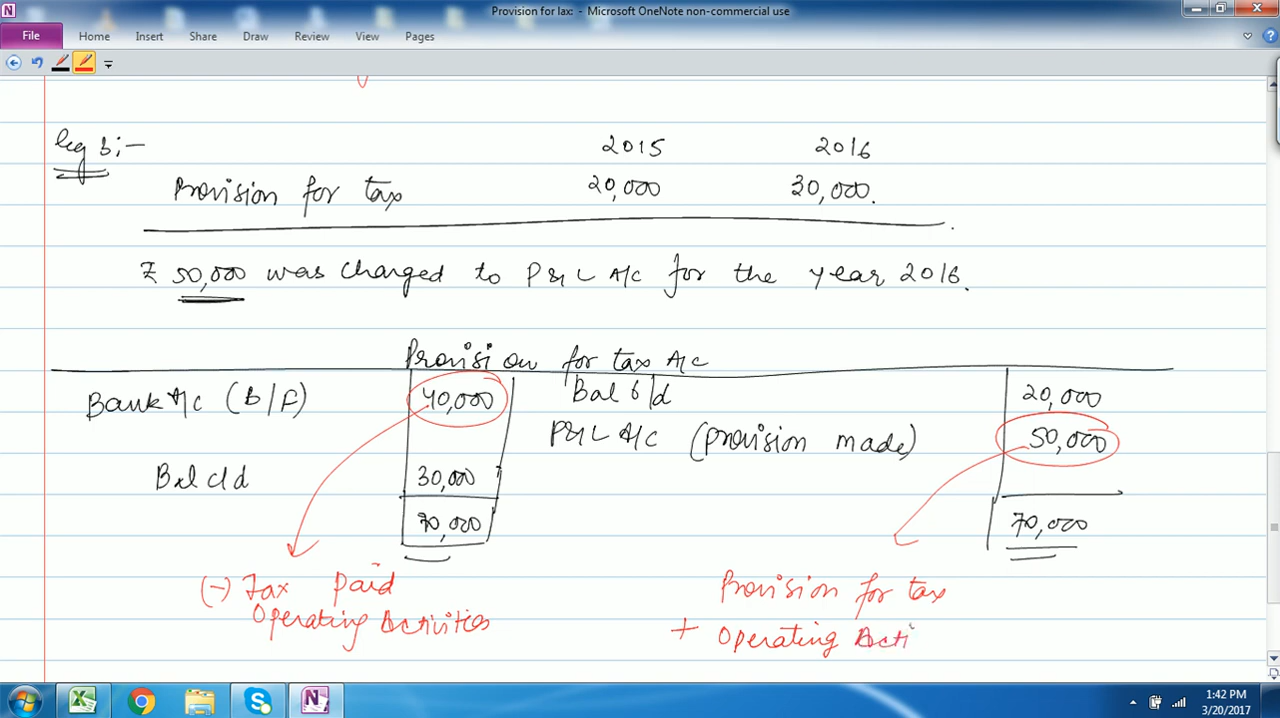 Provision for lax: - Microsoft OneNote non-commercial use
File Home Insert Share Draw Review View Pages
2015 2016
Provision for tax 20,000 30,000.
₹ 50,000 was charged to P&L A/C for the year 2016.
Provision for tax A/C
Bank A/c (B/F) 40,000 Bal b/d 20,000
P&L A/C (provision made) 50,000
Bal c/d 30,000
70,000 70,000
(-) Tax Paid Provision for tax
Operating Activities + Operating Acti
1:42 PM
3/20/2017